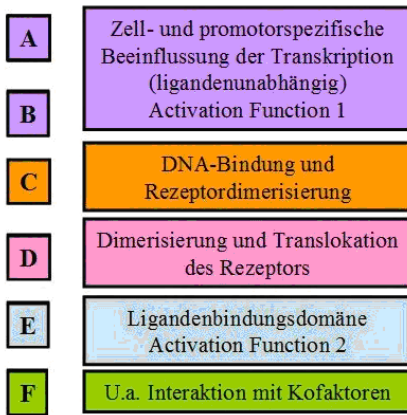 A
Zell- und promotorspezifische
Beeinflussung der Transkription
(ligandenunabhängig)
B
Activation Function 1
C
DNA-Bindung und
Rezeptordimerisierung
D
Dimerisierung und Translokation
des Rezeptors
E
Ligandenbindungsdomäne
Activation Function 2
F
U.a. Interaktion mit Kofaktoren